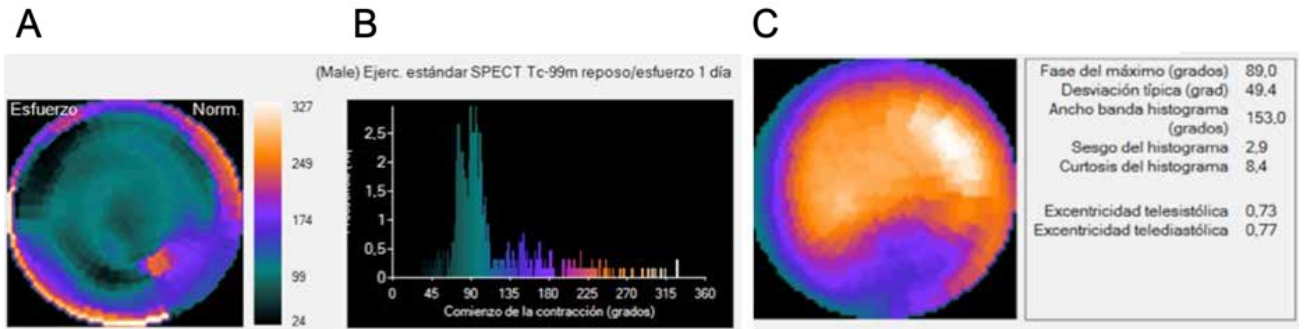 A
B
C
(Male) Ejerc. estándar SPECT Tc-99m reposo/esfuerzo 1 día
Esfuerzo Norm.
327
249
174
99
24
2,5
2
1,5
1
0,5
0
0 45 90 135 180 225 270 315 360
Comienzo de la contracción (grados)
Fase del máximo (grados) 89,0
Desviación típica (grad) 49,4
Ancho banda histograma
(grados) 153,0
Sesgo del histograma 2,9
Curtosis del histograma 8,4
Excentricidad telesistólica 0,73
Excentricidad telediastólica 0,77